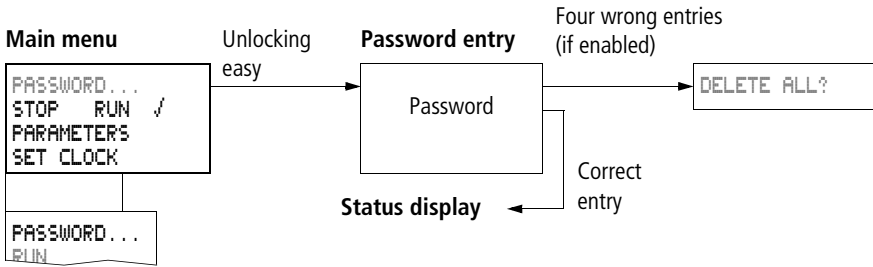 Four wrong entries
(if enabled)
Main menu
Unlocking
easy
Password entry
PASSWORD...
STOP RUN √
PARAMETERS
SET CLOCK
Password
DELETE ALL?
Correct
entry
Status display
PASSWORD...
RUN